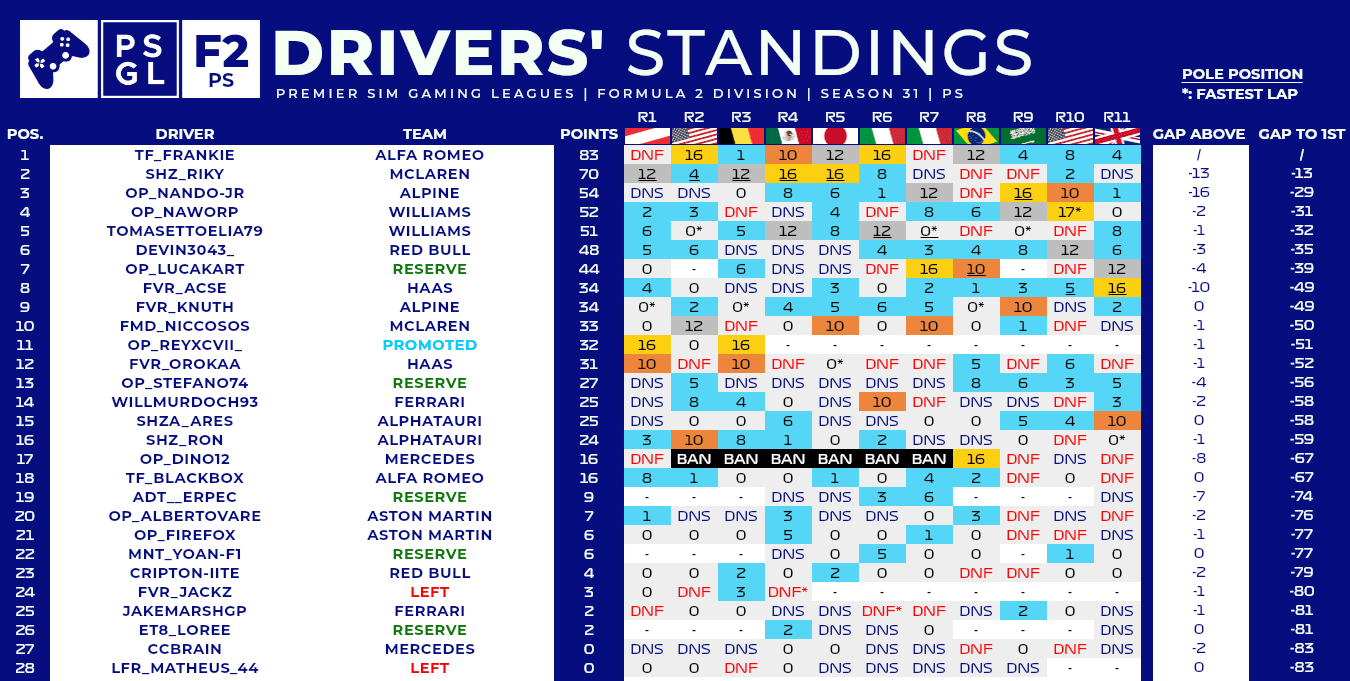 PS GL F2 PS DRIVERS' STANDINGS
PREMIER SIM GAMING LEAGUES | FORMULA 2 DIVISION | SEASON 31 | PS
POLE POSITION
*: FASTEST LAP
R1 R2 R3 R4 R5 R6 R7 R8 R9 R10 R11
POS. DRIVER TEAM POINTS GAP ABOVE GAP TO 1ST
1 TF_FRANKIE ALFA ROMEO 83 DNF 16 1 10 12 16 DNF 12 4 8 4 / /
2 SHZ_RIKY MCLAREN 70 12 4 12 16 16 8 DNS DNF DNF 2 DNS -13 -13
3 OP_NANDO-JR ALPINE 54 DNS DNS 0 8 6 1 12 DNF 16 10 1 -16 -29
4 OP_NAWORP WILLIAMS 52 2 3 DNF DNS 4 DNF 8 6 12 17* 0 -2 -31
5 TOMASETTOELIA79 WILLIAMS 51 6 0* 5 12 8 12 0* DNF 0* DNF 8 -1 -32
6 DEVIN3043_ RED BULL 48 5 6 DNS DNS DNS 4 3 4 8 12 6 -3 -35
7 OP_LUCAKART RESERVE 44 0 - 6 DNS DNS DNF 16 10 - DNF 12 -4 -39
8 FVR_ACSE HAAS 34 4 0 DNS DNS 3 0 2 1 3 5 16 -10 -49
9 FVR_KNUTH ALPINE 34 0* 2 0* 4 5 6 5 0* 10 DNS 2 0 -49
10 FMD_NICCOSOS MCLAREN 33 0 12 DNF 0 10 0 10 0 1 DNF DNS -1 -50
11 OP_REYXCVII_ PROMOTED 32 16 0 16 - - - - - - - - -1 -51
12 FVR_OROKAA HAAS 31 10 DNF 10 DNF 0* DNF DNF 5 DNF 6 DNF -1 -52
13 OP_STEFANO74 RESERVE 27 DNS 5 DNS DNS DNS DNS DNS 8 6 3 5 -4 -56
14 WILLMURDOCH93 FERRARI 25 DNS 8 4 0 DNS 10 DNF DNS DNS DNF 3 -2 -58
15 SHZA_ARES ALPHATAURI 25 DNS 0 0 6 DNS DNS 0 0 5 4 10 0 -58
16 SHZ_RON ALPHATAURI 24 3 10 8 1 0 2 DNS DNS 0 DNF 0* -1 -59
17 OP_DINO12 MERCEDES 16 DNF BAN BAN BAN BAN BAN BAN 16 DNF DNS DNF -8 -67
18 TF_BLACKBOX ALFA ROMEO 16 8 1 0 0 1 0 4 2 DNF 0 DNF 0 -67
19 ADT__ERPEC RESERVE 9 - - - DNS DNS 3 6 - - - DNS -7 -74
20 OP_ALBERTOVARE ASTON MARTIN 7 1 DNS DNS 3 DNS DNS 0 3 DNF DNS DNF -2 -76
21 OP_FIREFOX ASTON MARTIN 6 0 0 0 5 0 0 1 0 DNF DNF DNS -1 -77
22 MNT_YOAN-F1 RESERVE 6 - - - DNS 0 5 0 0 - 1 0 0 -77
23 CRIPTON-IITE RED BULL 4 0 0 2 0 2 0 0 DNF DNF 0 0 -2 -79
24 FVR_JACKZ LEFT 3 0 DNF 3 DNF* - - - - - - - -1 -80
25 JAKEMARSHGP FERRARI 2 DNF 0 0 DNS DNS DNF* DNF DNS 2 0 DNS -1 -81
26 ET8_LOREE RESERVE 2 - - - 2 DNS DNS 0 - - - DNS 0 -81
27 CCBRAIN MERCEDES 0 DNS DNS DNS 0 0 DNS DNS DNF 0 DNF DNS -2 -83
28 LFR_MATHEUS_44 LEFT 0 0 0 DNF 0 DNS DNS DNS DNS DNS - - 0 -83